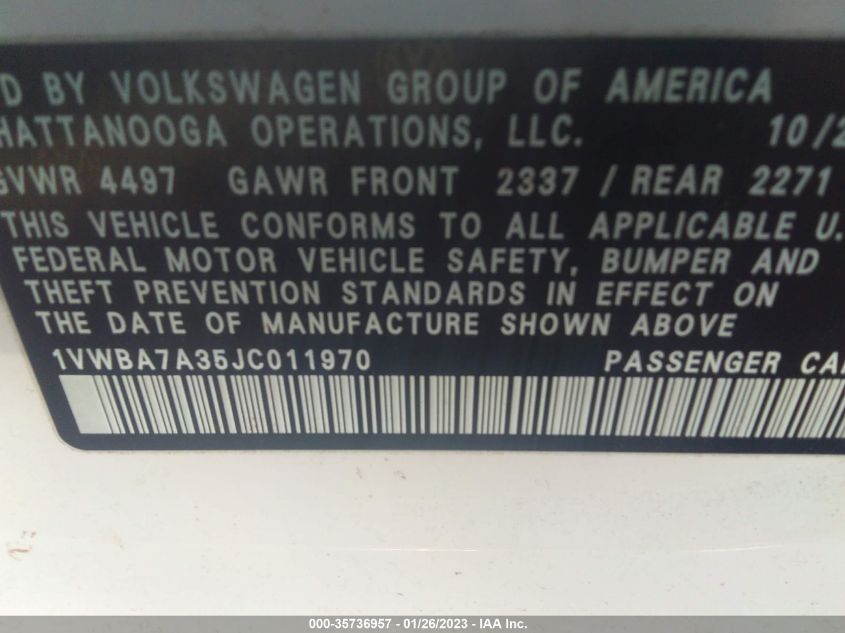 D BY VOLKSWAGEN GROUP OF AMERICA
HATTANOOGA OPERATIONS, LLC. 10/2
GVWR 4497 GAWR FRONT 2337 / REAR 2271
THIS VEHICLE CONFORMS TO ALL APPLICABLE U.
FEDERAL MOTOR VEHICLE SAFETY, BUMPER AND
THEFT PREVENTION STANDARDS IN EFFECT ON
THE DATE OF MANUFACTURE SHOWN ABOVE
1VWBA7A35JC011970 PASSENGER CAR
000-35736957 - 01/26/2023 - IAA Inc.